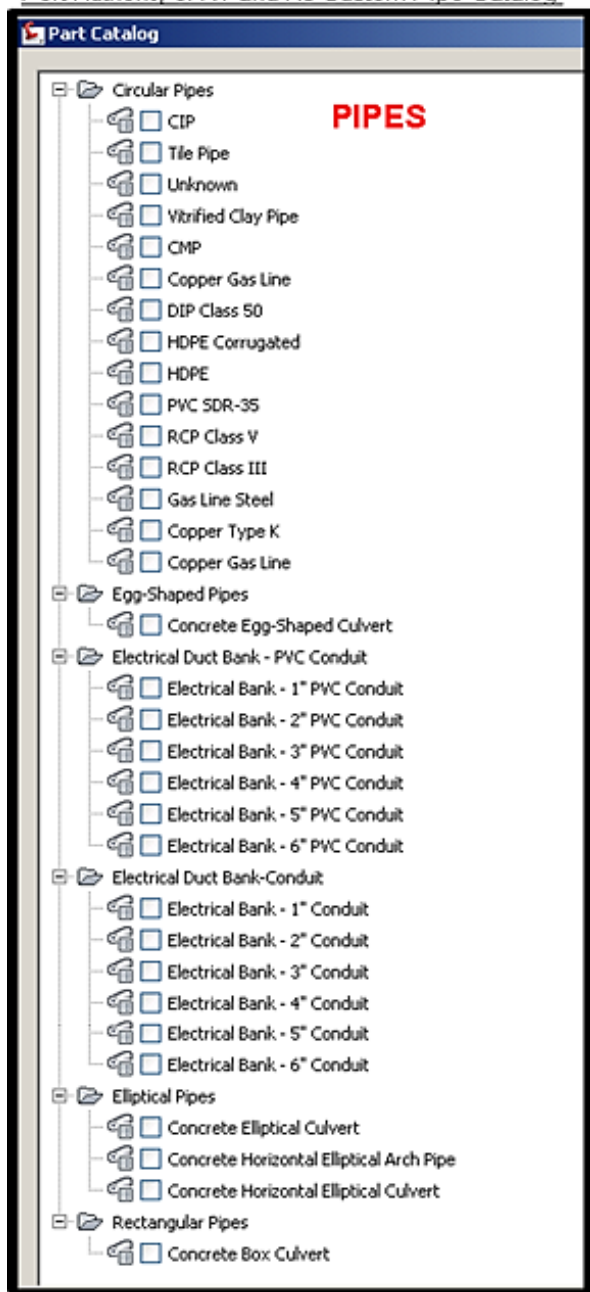 Part Catalog
Circular Pipes
PIPES
CIP
Tile Pipe
Unknown
Vitrified Clay Pipe
CMP
Copper Gas Line
DIP Class 50
HDPE Corrugated
HDPE
PVC SDR-35
RCP Class V
RCP Class III
Gas Line Steel
Copper Type K
Copper Gas Line
Egg-Shaped Pipes
Concrete Egg-Shaped Culvert
Electrical Duct Bank - PVC Conduit
Electrical Bank - 1" PVC Conduit
Electrical Bank - 2" PVC Conduit
Electrical Bank - 3" PVC Conduit
Electrical Bank - 4" PVC Conduit
Electrical Bank - 5" PVC Conduit
Electrical Bank - 6" PVC Conduit
Electrical Duct Bank-Conduit
Electrical Bank - 1" Conduit
Electrical Bank - 2" Conduit
Electrical Bank - 3" Conduit
Electrical Bank - 4" Conduit
Electrical Bank - 5" Conduit
Electrical Bank - 6" Conduit
Elliptical Pipes
Concrete Elliptical Culvert
Concrete Horizontal Elliptical Arch Pipe
Concrete Horizontal Elliptical Culvert
Rectangular Pipes
Concrete Box Culvert